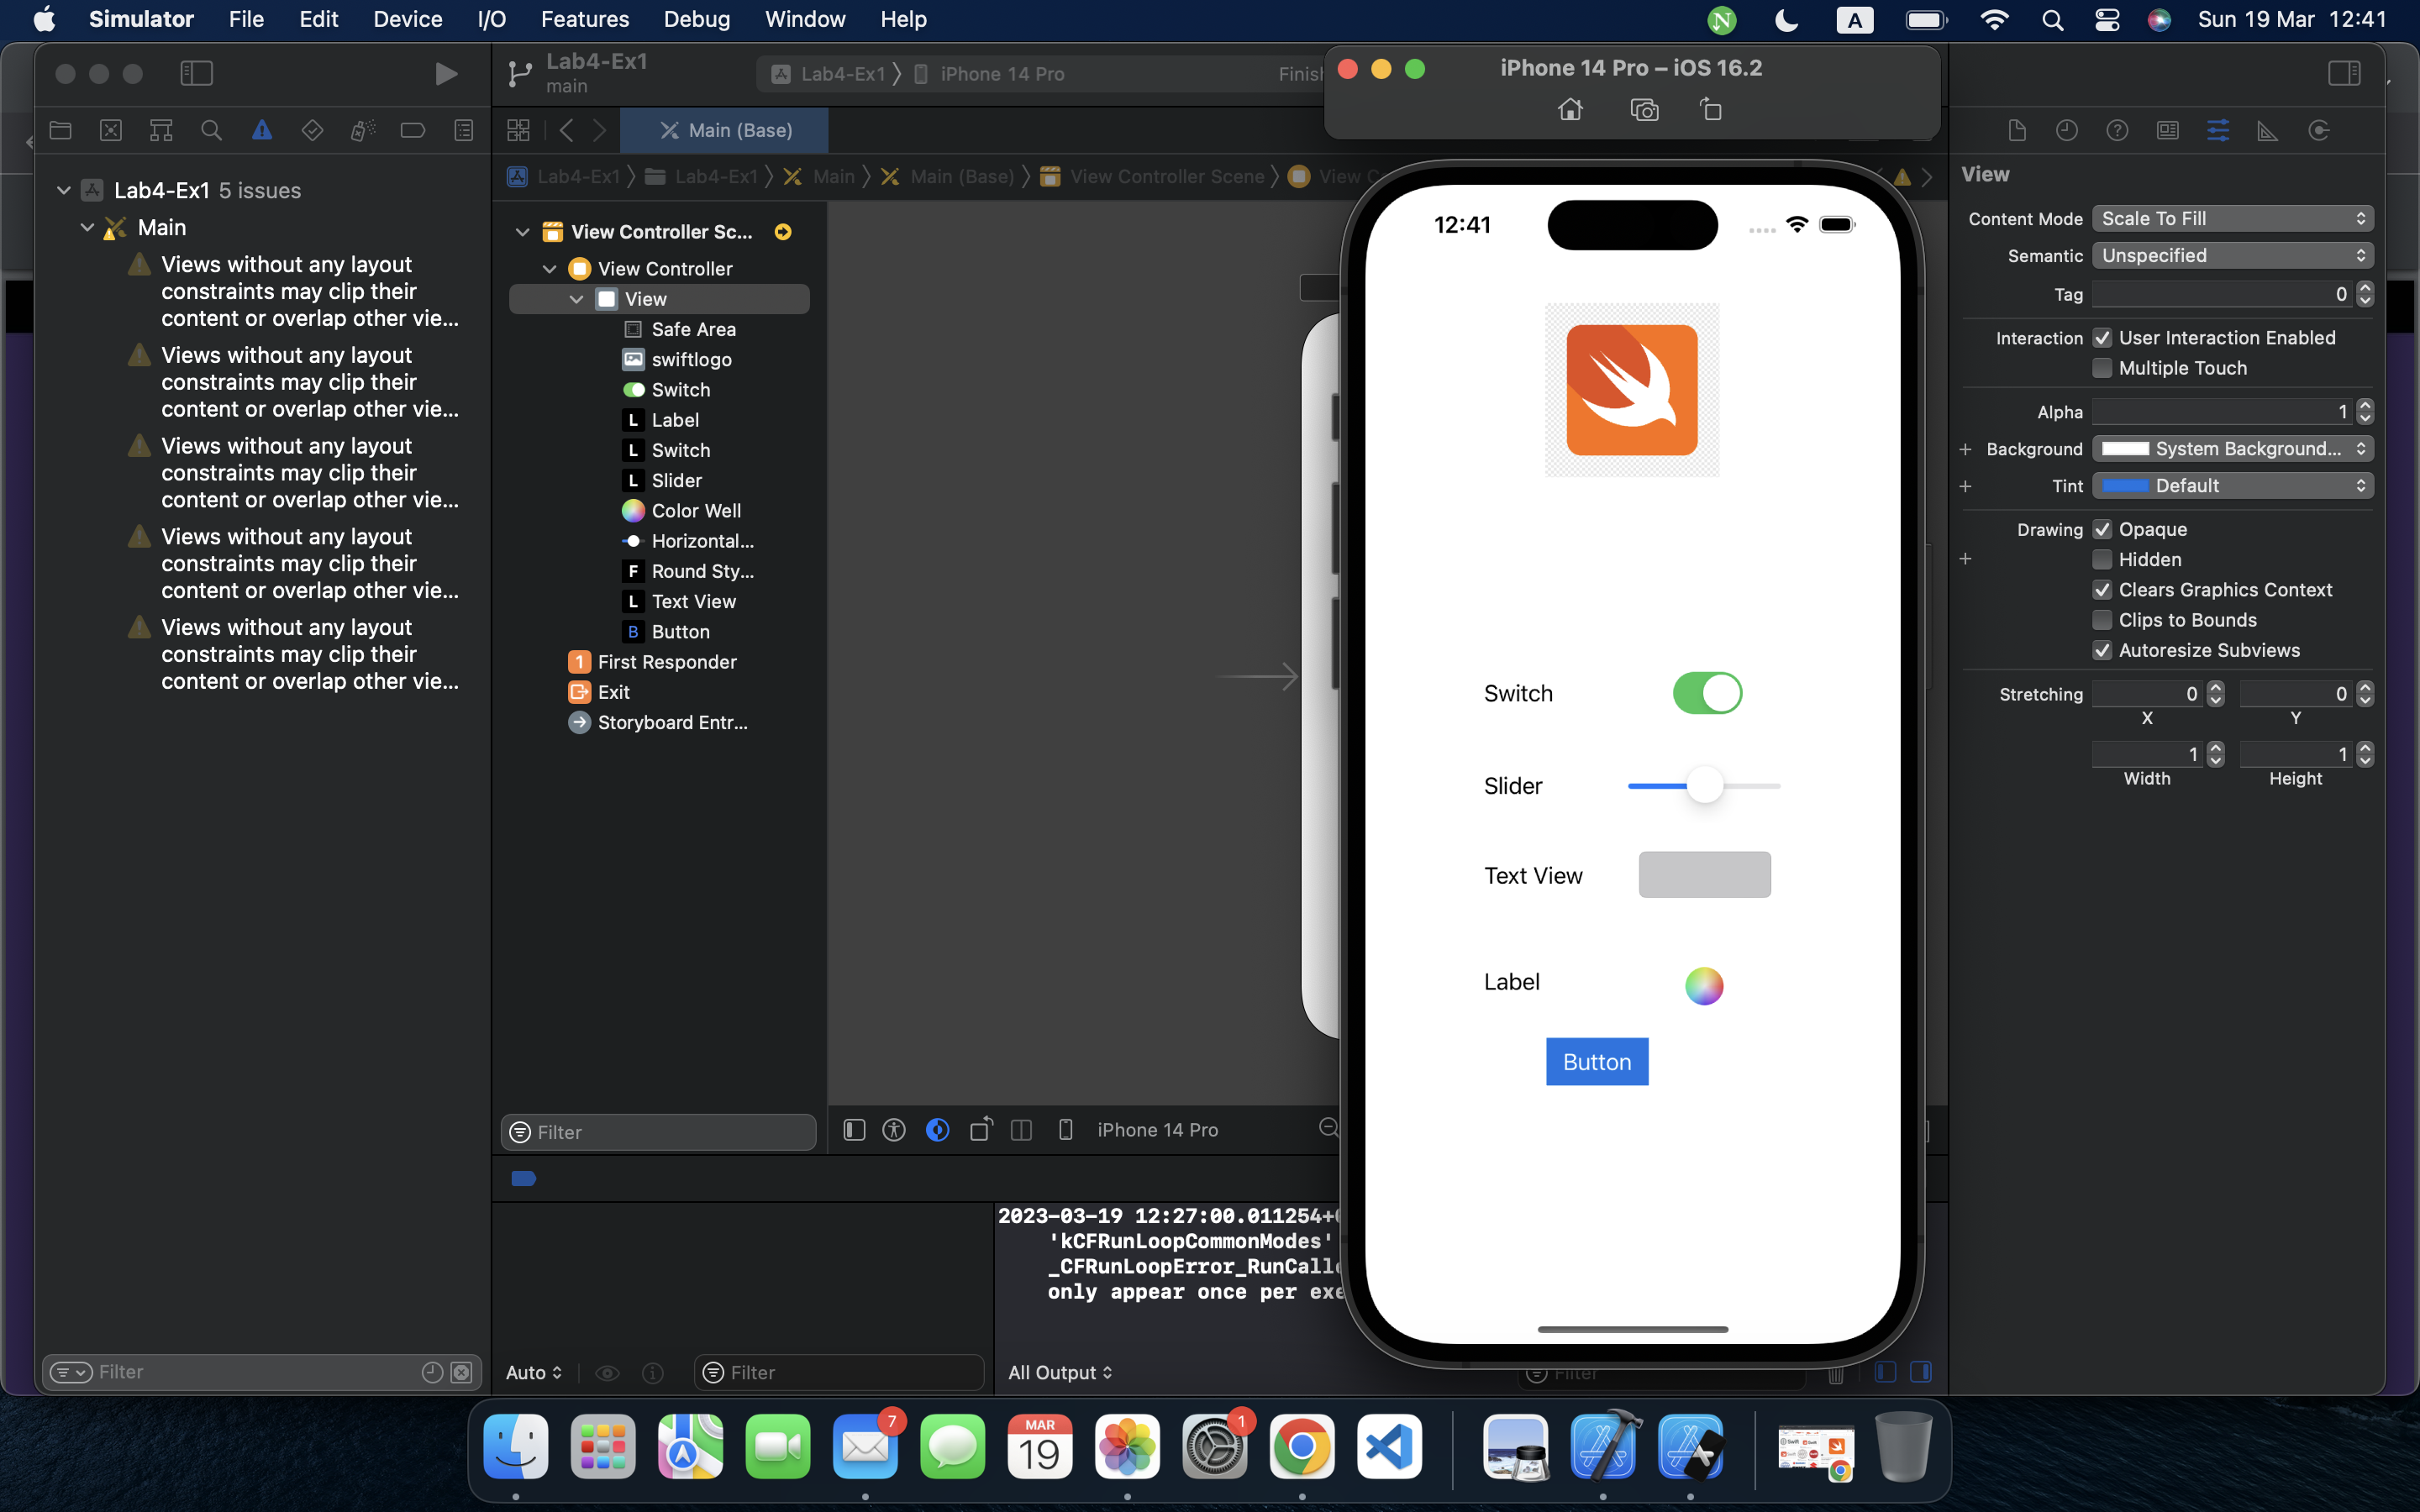 Simulator File Edit Device I/O Features Debug Window Help
N A Sun 19 Mar 12:41
Lab4-Ex1
main
Lab4-Ex1 iPhone 14 Pro
Main (Base)
Lab4-Ex1 Lab4-Ex1 Main Main (Base) View Controller Scene
Lab4-Ex1 5 issues
Main
Views without any layout
constraints may clip their
content or overlap other vie...
Views without any layout
constraints may clip their
content or overlap other vie...
Views without any layout
constraints may clip their
content or overlap other vie...
Views without any layout
constraints may clip their
content or overlap other vie...
Views without any layout
constraints may clip their
content or overlap other vie...
Filter
View Controller Sc...
View Controller
View
Safe Area
swiftlogo
Switch
L Label
L Switch
L Slider
Color Well
Horizontal...
F Round Sty...
L Text View
B Button
1 First Responder
Exit
Storyboard Entr...
Filter
iPhone 14 Pro
2023-03-19 12:27:00.011254+
'kCFRunLoopCommonModes'
_CFRunLoopError_RunCall
only appear once per exe
Auto
Filter
All Output
Filter
iPhone 14 Pro – iOS 16.2
12:41
Switch
Slider
Text View
Label
Button
View
Content Mode Scale To Fill
Semantic Unspecified
Tag 0
Interaction User Interaction Enabled
Multiple Touch
Alpha 1
+ Background System Background...
+ Tint Default
Drawing Opaque
+ Hidden
Clears Graphics Context
Clips to Bounds
Autoresize Subviews
Stretching 0 0
X Y
1 1
Width Height
7
MAR
19
1